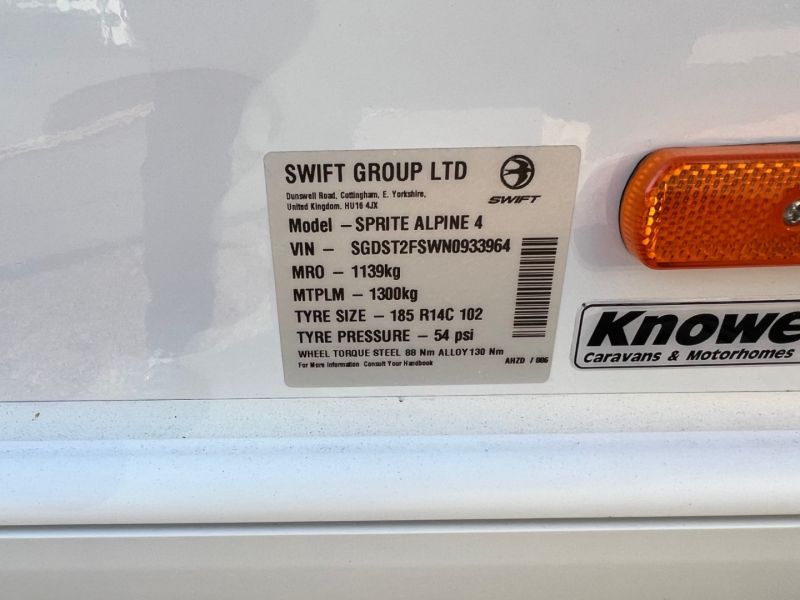 SWIFT GROUP LTD
SWIFT
Dunswell Road, Cottingham, E. Yorkshire,
United Kingdom. HU16 4JX
Model – SPRITE ALPINE 4
VIN – SGDST2FSWN0933964
MRO – 1139kg
MTPLM – 1300kg
TYRE SIZE – 185 R14C 102
TYRE PRESSURE – 54 psi
WHEEL TORQUE STEEL 88 Nm ALLOY 130 Nm
For More Information Consult Your Handbook
AHZD / 006
Knowe
Caravans & Motorhomes